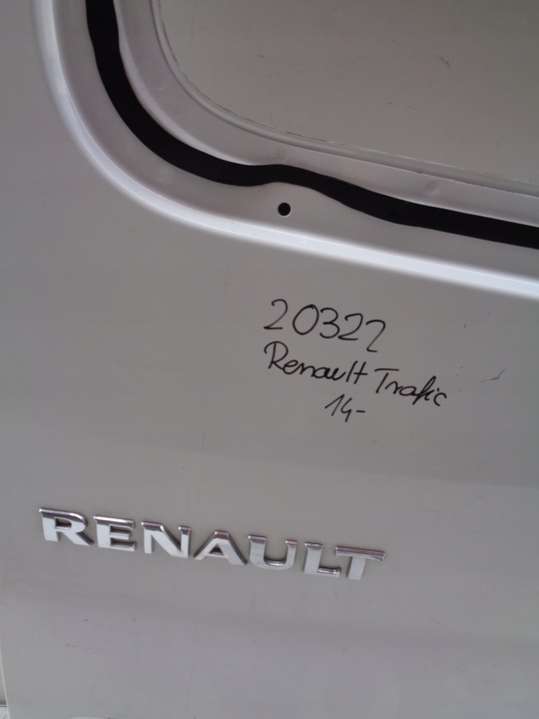 20322
Renault Trafic
14-
RENAULT